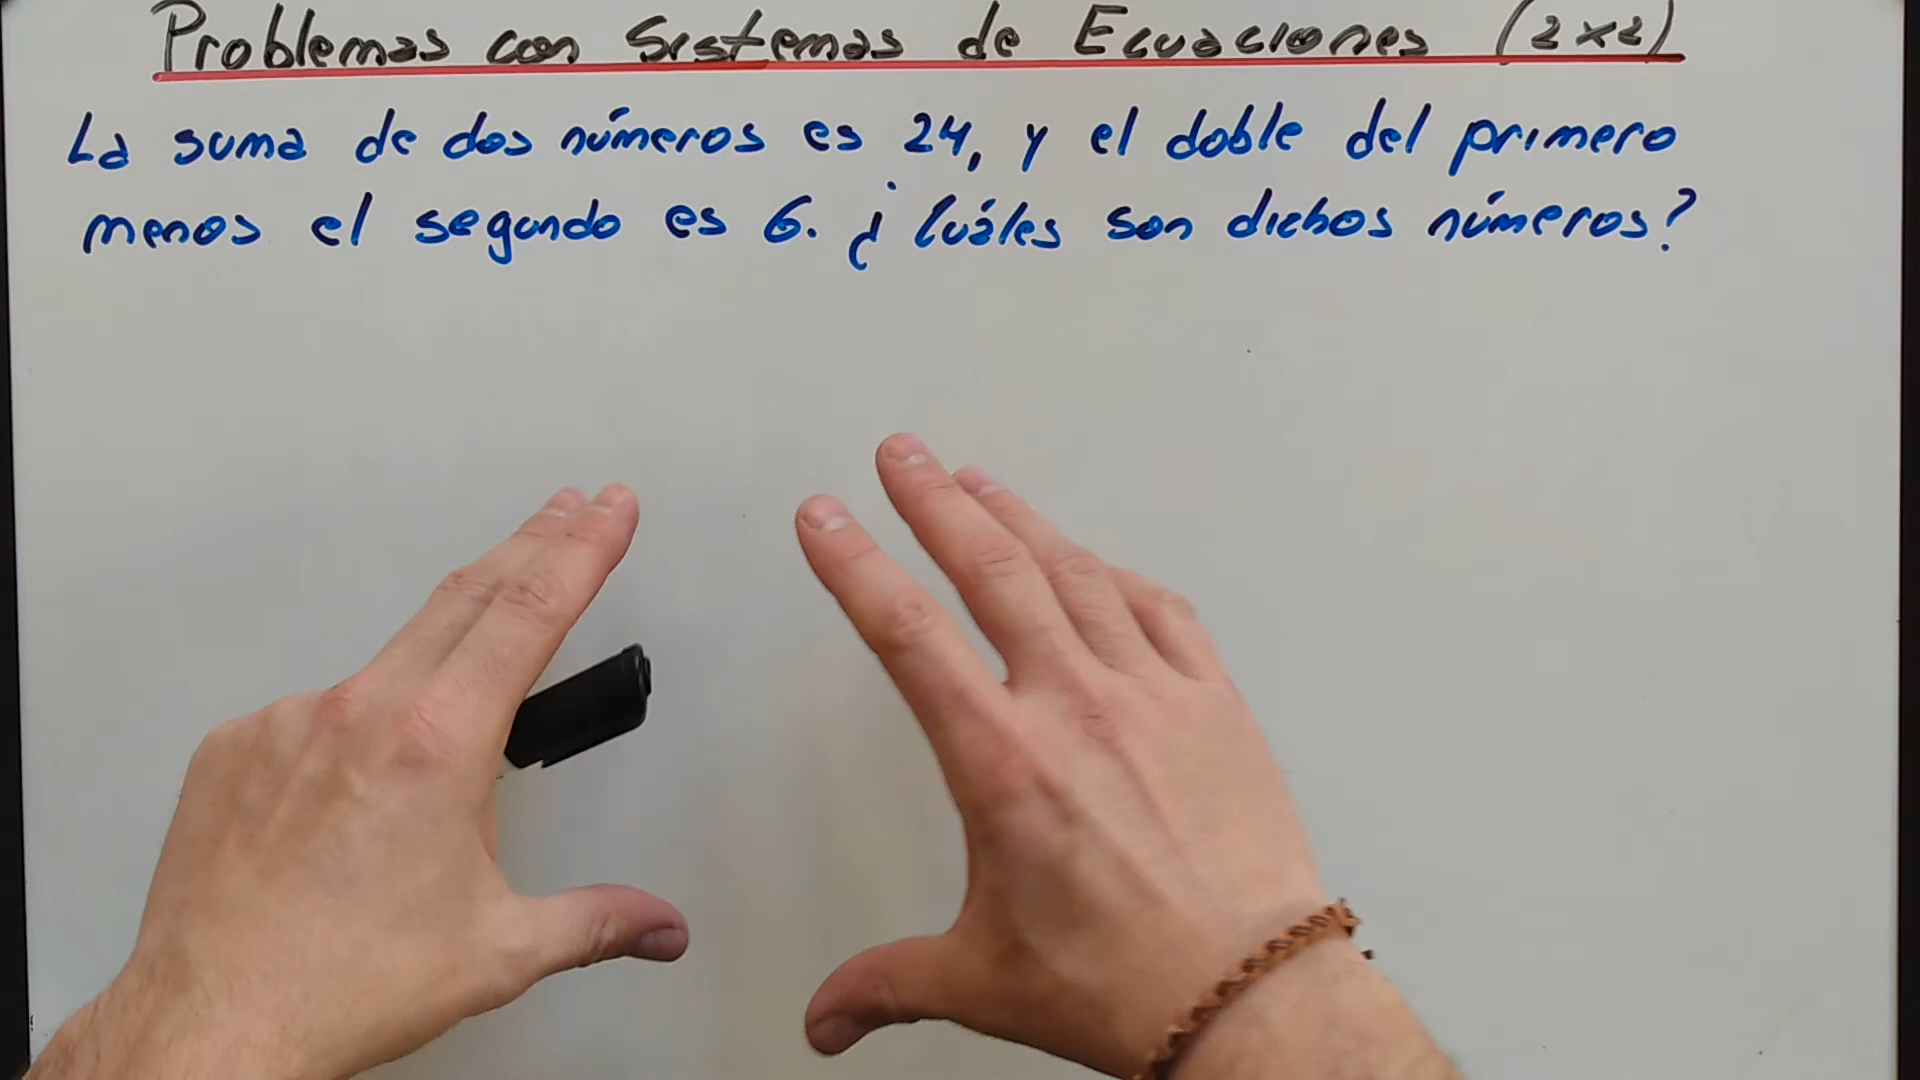 Problemas con Sistemas de Ecuaciones (2x2)
La suma de dos números es 24, y el doble del primero
menos el segundo es 6. ¿Cuáles son dichos números?